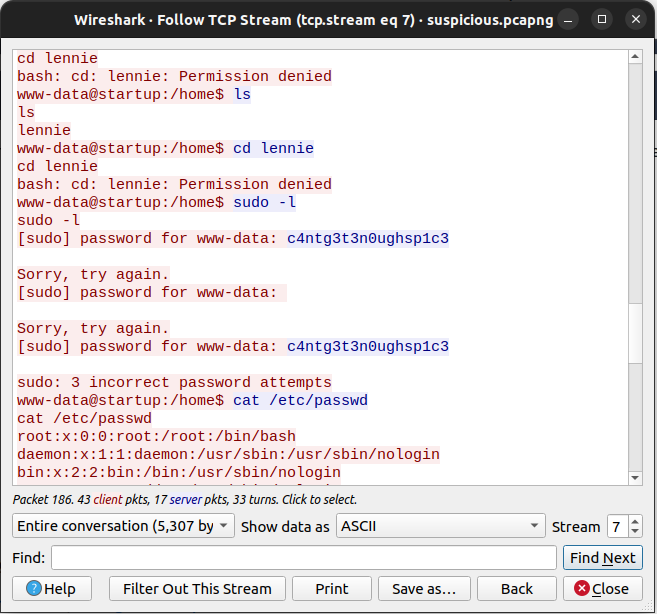 Wireshark · Follow TCP Stream (tcp.stream eq 7) · suspicious.pcapng
cd lennie
bash: cd: lennie: Permission denied
www-data@startup:/home$ ls
ls
lennie
www-data@startup:/home$ cd lennie
cd lennie
bash: cd: lennie: Permission denied
www-data@startup:/home$ sudo -l
sudo -l
[sudo] password for www-data: c4ntg3t3n0ughsp1c3
Sorry, try again.
[sudo] password for www-data:
Sorry, try again.
[sudo] password for www-data: c4ntg3t3n0ughsp1c3
sudo: 3 incorrect password attempts
www-data@startup:/home$ cat /etc/passwd
cat /etc/passwd
root:x:0:0:root:/root:/bin/bash
daemon:x:1:1:daemon:/usr/sbin:/usr/sbin/nologin
bin:x:2:2:bin:/bin:/usr/sbin/nologin
Packet 186. 43 client pkts, 17 server pkts, 33 turns. Click to select.
Entire conversation (5,307 by Show data as ASCII Stream 7
Find: Find Next
Help Filter Out This Stream Print Save as… Back Close